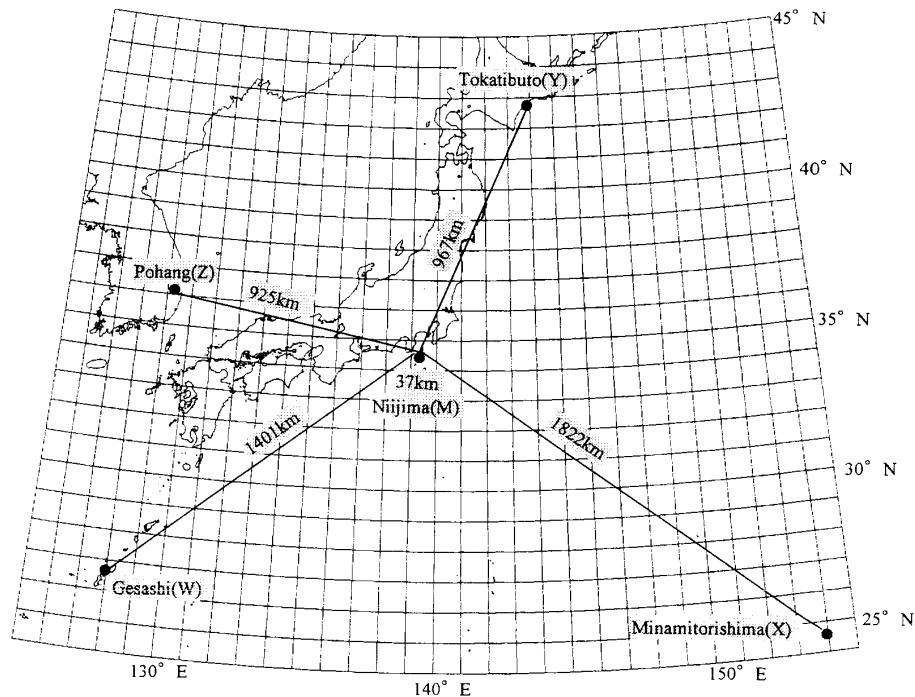 45° N
Tokatibuto(Y)
40° N
967km
Pohang(Z)
925km
35° N
37km
Niijima(M)
1401km
1822km
30° N
Gesashi(W)
Minamitorishima(X)
25° N
130° E
140° E
150° E